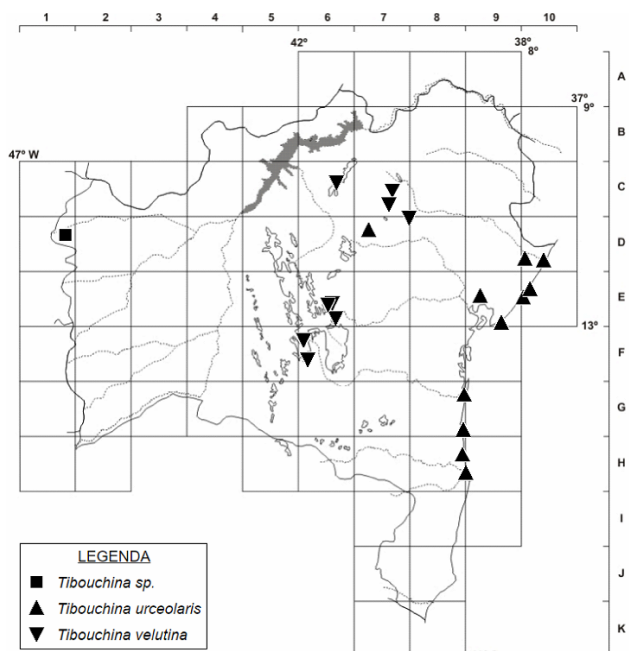 1 2 3 4 5 6 7 8 9 10
42° 38°
8°
A
37°
9°
B
47° W
C
D
E
13°
F
G
H
I
J
K
LEGENDA
Tibouchina sp.
Tibouchina urceolaris
Tibouchina velutina